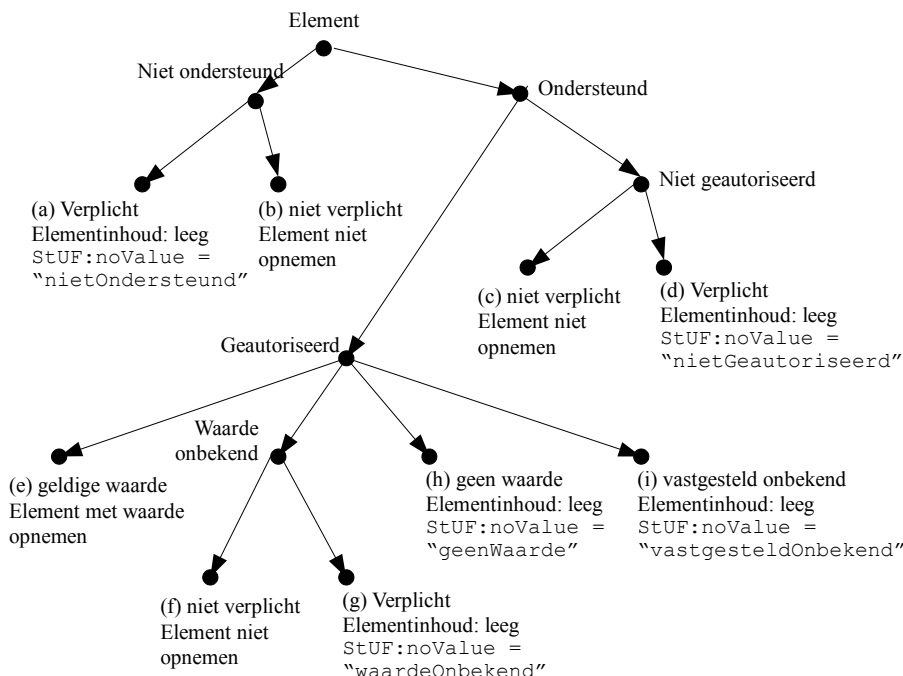 Element
Niet ondersteund
Ondersteund
Niet geautoriseerd
(a) Verplicht
Elementinhoud: leeg
StUF:noValue =
“nietOndersteund”
(b) niet verplicht
Element niet
opnemen
(c) niet verplicht
Element niet
opnemen
(d) Verplicht
Elementinhoud: leeg
StUF:noValue =
“nietGeautoriseerd”
Geautoriseerd
Waarde
onbekend
(e) geldige waarde
Element met waarde
opnemen
(h) geen waarde
Elementinhoud: leeg
StUF:noValue =
“geenWaarde”
(i) vastgesteld onbekend
Elementinhoud: leeg
StUF:noValue =
“vastgesteldOnbekend”
(f) niet verplicht
Element niet
opnemen
(g) Verplicht
Elementinhoud: leeg
StUF:noValue =
“waardeOnbekend”